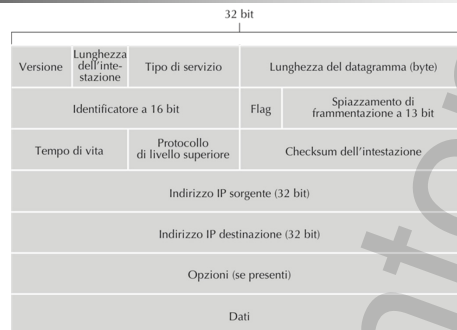 32 bit
Versione
Lunghezza
dell'inte-
stazione
Tipo di servizio
Lunghezza del datagramma (byte)
Identificatore a 16 bit
Flag
Spiazzamento di
frammentazione a 13 bit
Tempo di vita
Protocollo
di livello superiore
Checksum dell'intestazione
Indirizzo IP sorgente (32 bit)
Indirizzo IP destinazione (32 bit)
Opzioni (se presenti)
Dati